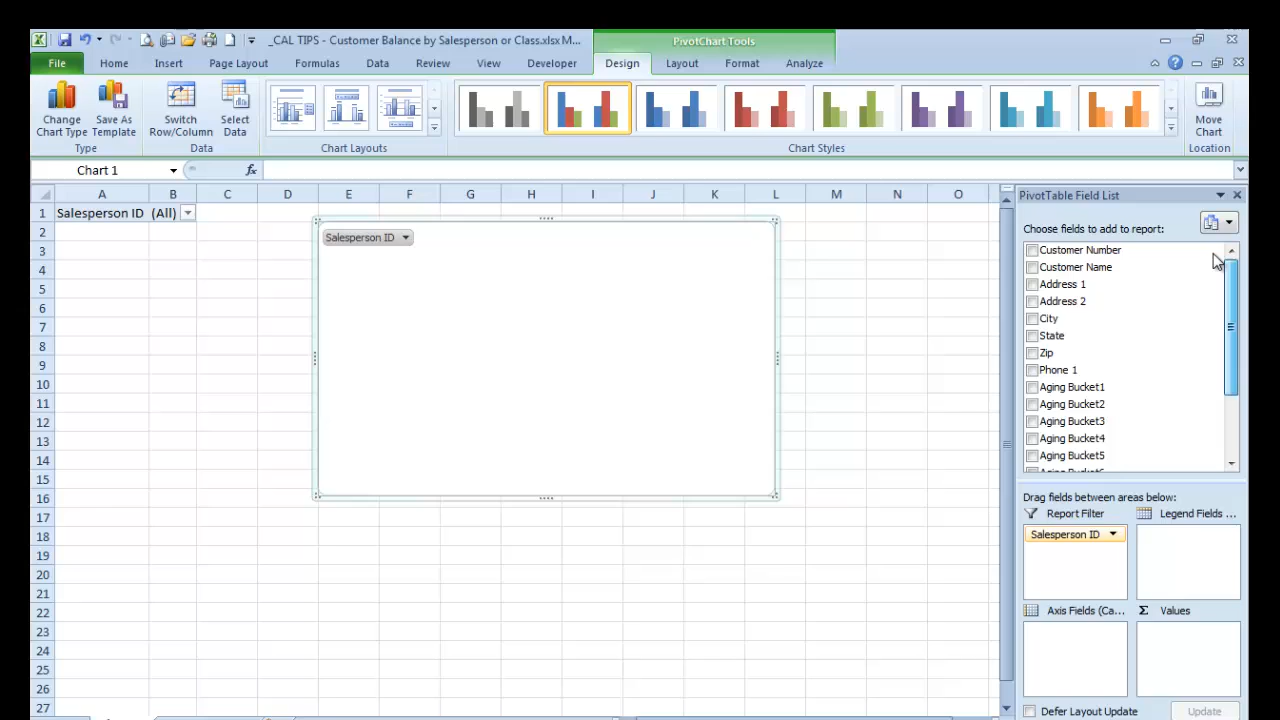 _CAL TIPS - Customer Balance by Salesperson or Class.xlsx M... PivotChart Tools
File Home Insert Page Layout Formulas Data Review View Developer Design Layout Format Analyze
Change Chart Type
Save As Template
Switch Row/Column
Select Data
Move Chart
Type Data Chart Layouts Chart Styles Location
Chart 1 fx
A B C D E F G H I J K L M N O
PivotTable Field List
1 Salesperson ID (All)
2
3
4
5
6
7
8
9
10
11
12
13
14
15
16
17
18
19
20
21
22
23
24
25
26
27
Salesperson ID
Choose fields to add to report:
Customer Number
Customer Name
Address 1
Address 2
City
State
Zip
Phone 1
Aging Bucket1
Aging Bucket2
Aging Bucket3
Aging Bucket4
Aging Bucket5
Drag fields between areas below:
Report Filter Legend Fields ...
Salesperson ID
Axis Fields (Ca... Σ Values
Defer Layout Update Update